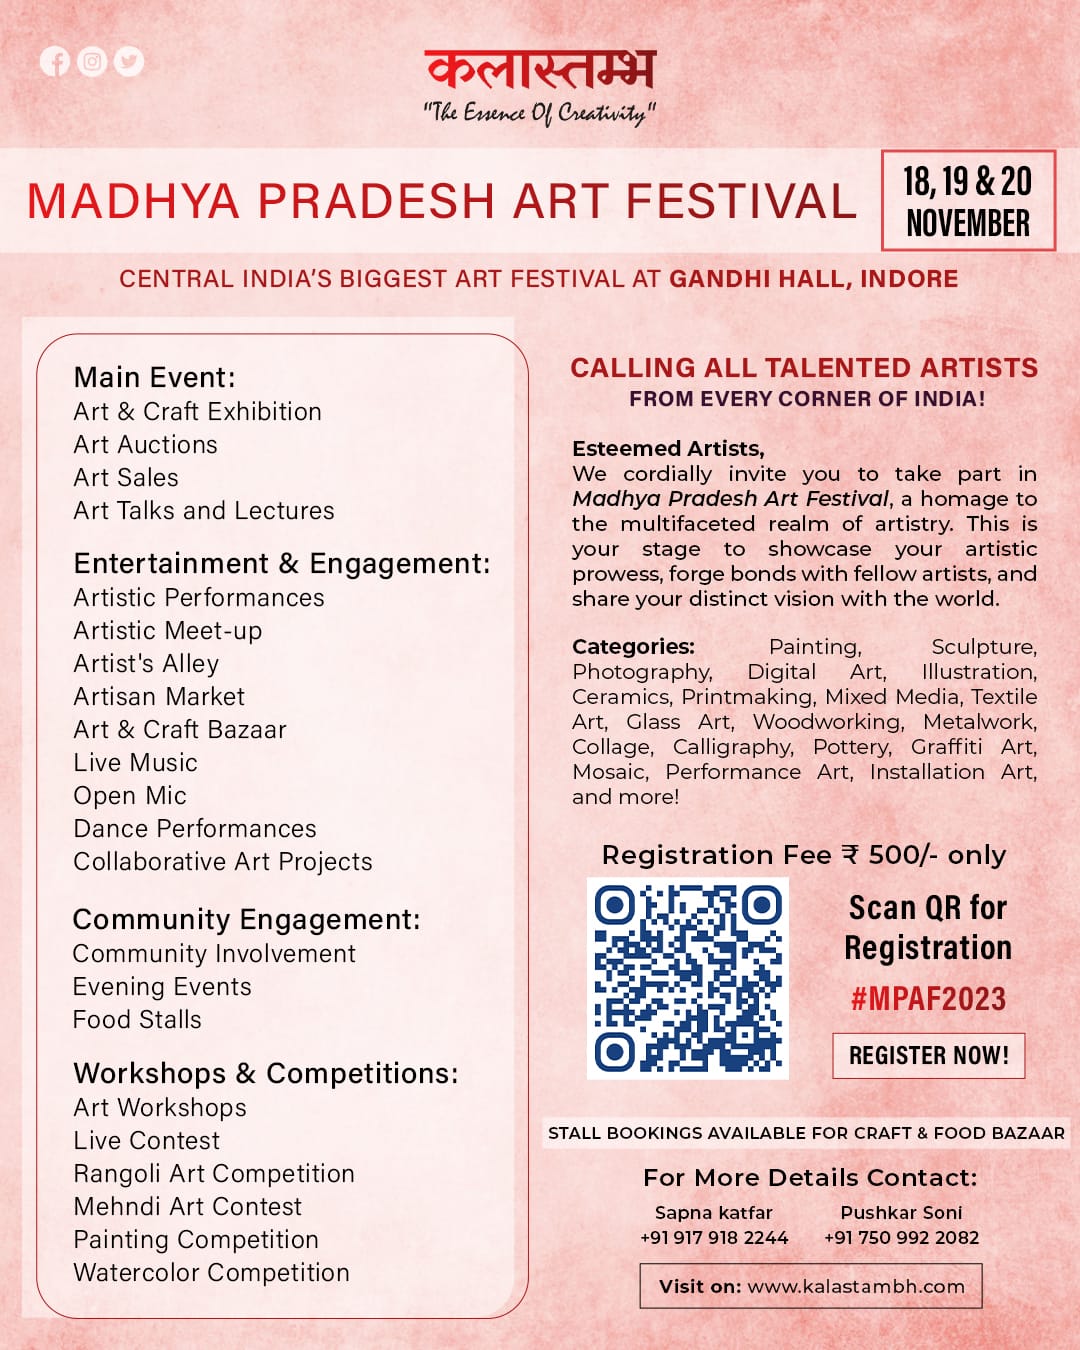 कलास्तम्भ
"The Essence Of Creativity"
MADHYA PRADESH ART FESTIVAL
18, 19 & 20
NOVEMBER
CENTRAL INDIA'S BIGGEST ART FESTIVAL AT GANDHI HALL, INDORE
Main Event:
Art & Craft Exhibition
Art Auctions
Art Sales
Art Talks and Lectures
Entertainment & Engagement:
Artistic Performances
Artistic Meet-up
Artist's Alley
Artisan Market
Art & Craft Bazaar
Live Music
Open Mic
Dance Performances
Collaborative Art Projects
Community Engagement:
Community Involvement
Evening Events
Food Stalls
Workshops & Competitions:
Art Workshops
Live Contest
Rangoli Art Competition
Mehndi Art Contest
Painting Competition
Watercolor Competition
CALLING ALL TALENTED ARTISTS
FROM EVERY CORNER OF INDIA!
Esteemed Artists,
We cordially invite you to take part in
Madhya Pradesh Art Festival, a homage to
the multifaceted realm of artistry. This is
your stage to showcase your artistic
prowess, forge bonds with fellow artists, and
share your distinct vision with the world.
Categories: Painting, Sculpture,
Photography, Digital Art, Illustration,
Ceramics, Printmaking, Mixed Media, Textile
Art, Glass Art, Woodworking, Metalwork,
Collage, Calligraphy, Pottery, Graffiti Art,
Mosaic, Performance Art, Installation Art,
and more!
Registration Fee ₹ 500/- only
Scan QR for
Registration
#MPAF2023
REGISTER NOW!
STALL BOOKINGS AVAILABLE FOR CRAFT & FOOD BAZAAR
For More Details Contact:
Sapna katfar
+91 917 918 2244
Pushkar Soni
+91 750 992 2082
Visit on: www.kalastambh.com